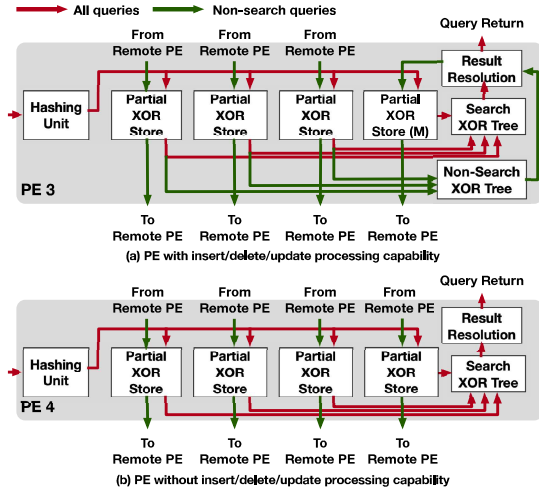 All queries
Non-search queries
Query Return
From
Remote PE
From
Remote PE
From
Remote PE
Result
Resolution
Hashing
Unit
Partial
XOR
Store
Partial
XOR
Store
Partial
XOR
Store
Partial
XOR
Store (M)
Search
XOR Tree
Non-Search
XOR Tree
PE 3
To
Remote PE
To
Remote PE
To
Remote PE
To
Remote PE
(a) PE with insert/delete/update processing capability
Query Return
From
Remote PE
From
Remote PE
From
Remote PE
From
Remote PE
Result
Resolution
Hashing
Unit
Partial
XOR
Store
Partial
XOR
Store
Partial
XOR
Store
Partial
XOR
Store
Search
XOR Tree
PE 4
To
Remote PE
To
Remote PE
To
Remote PE
To
Remote PE
(b) PE without insert/delete/update processing capability